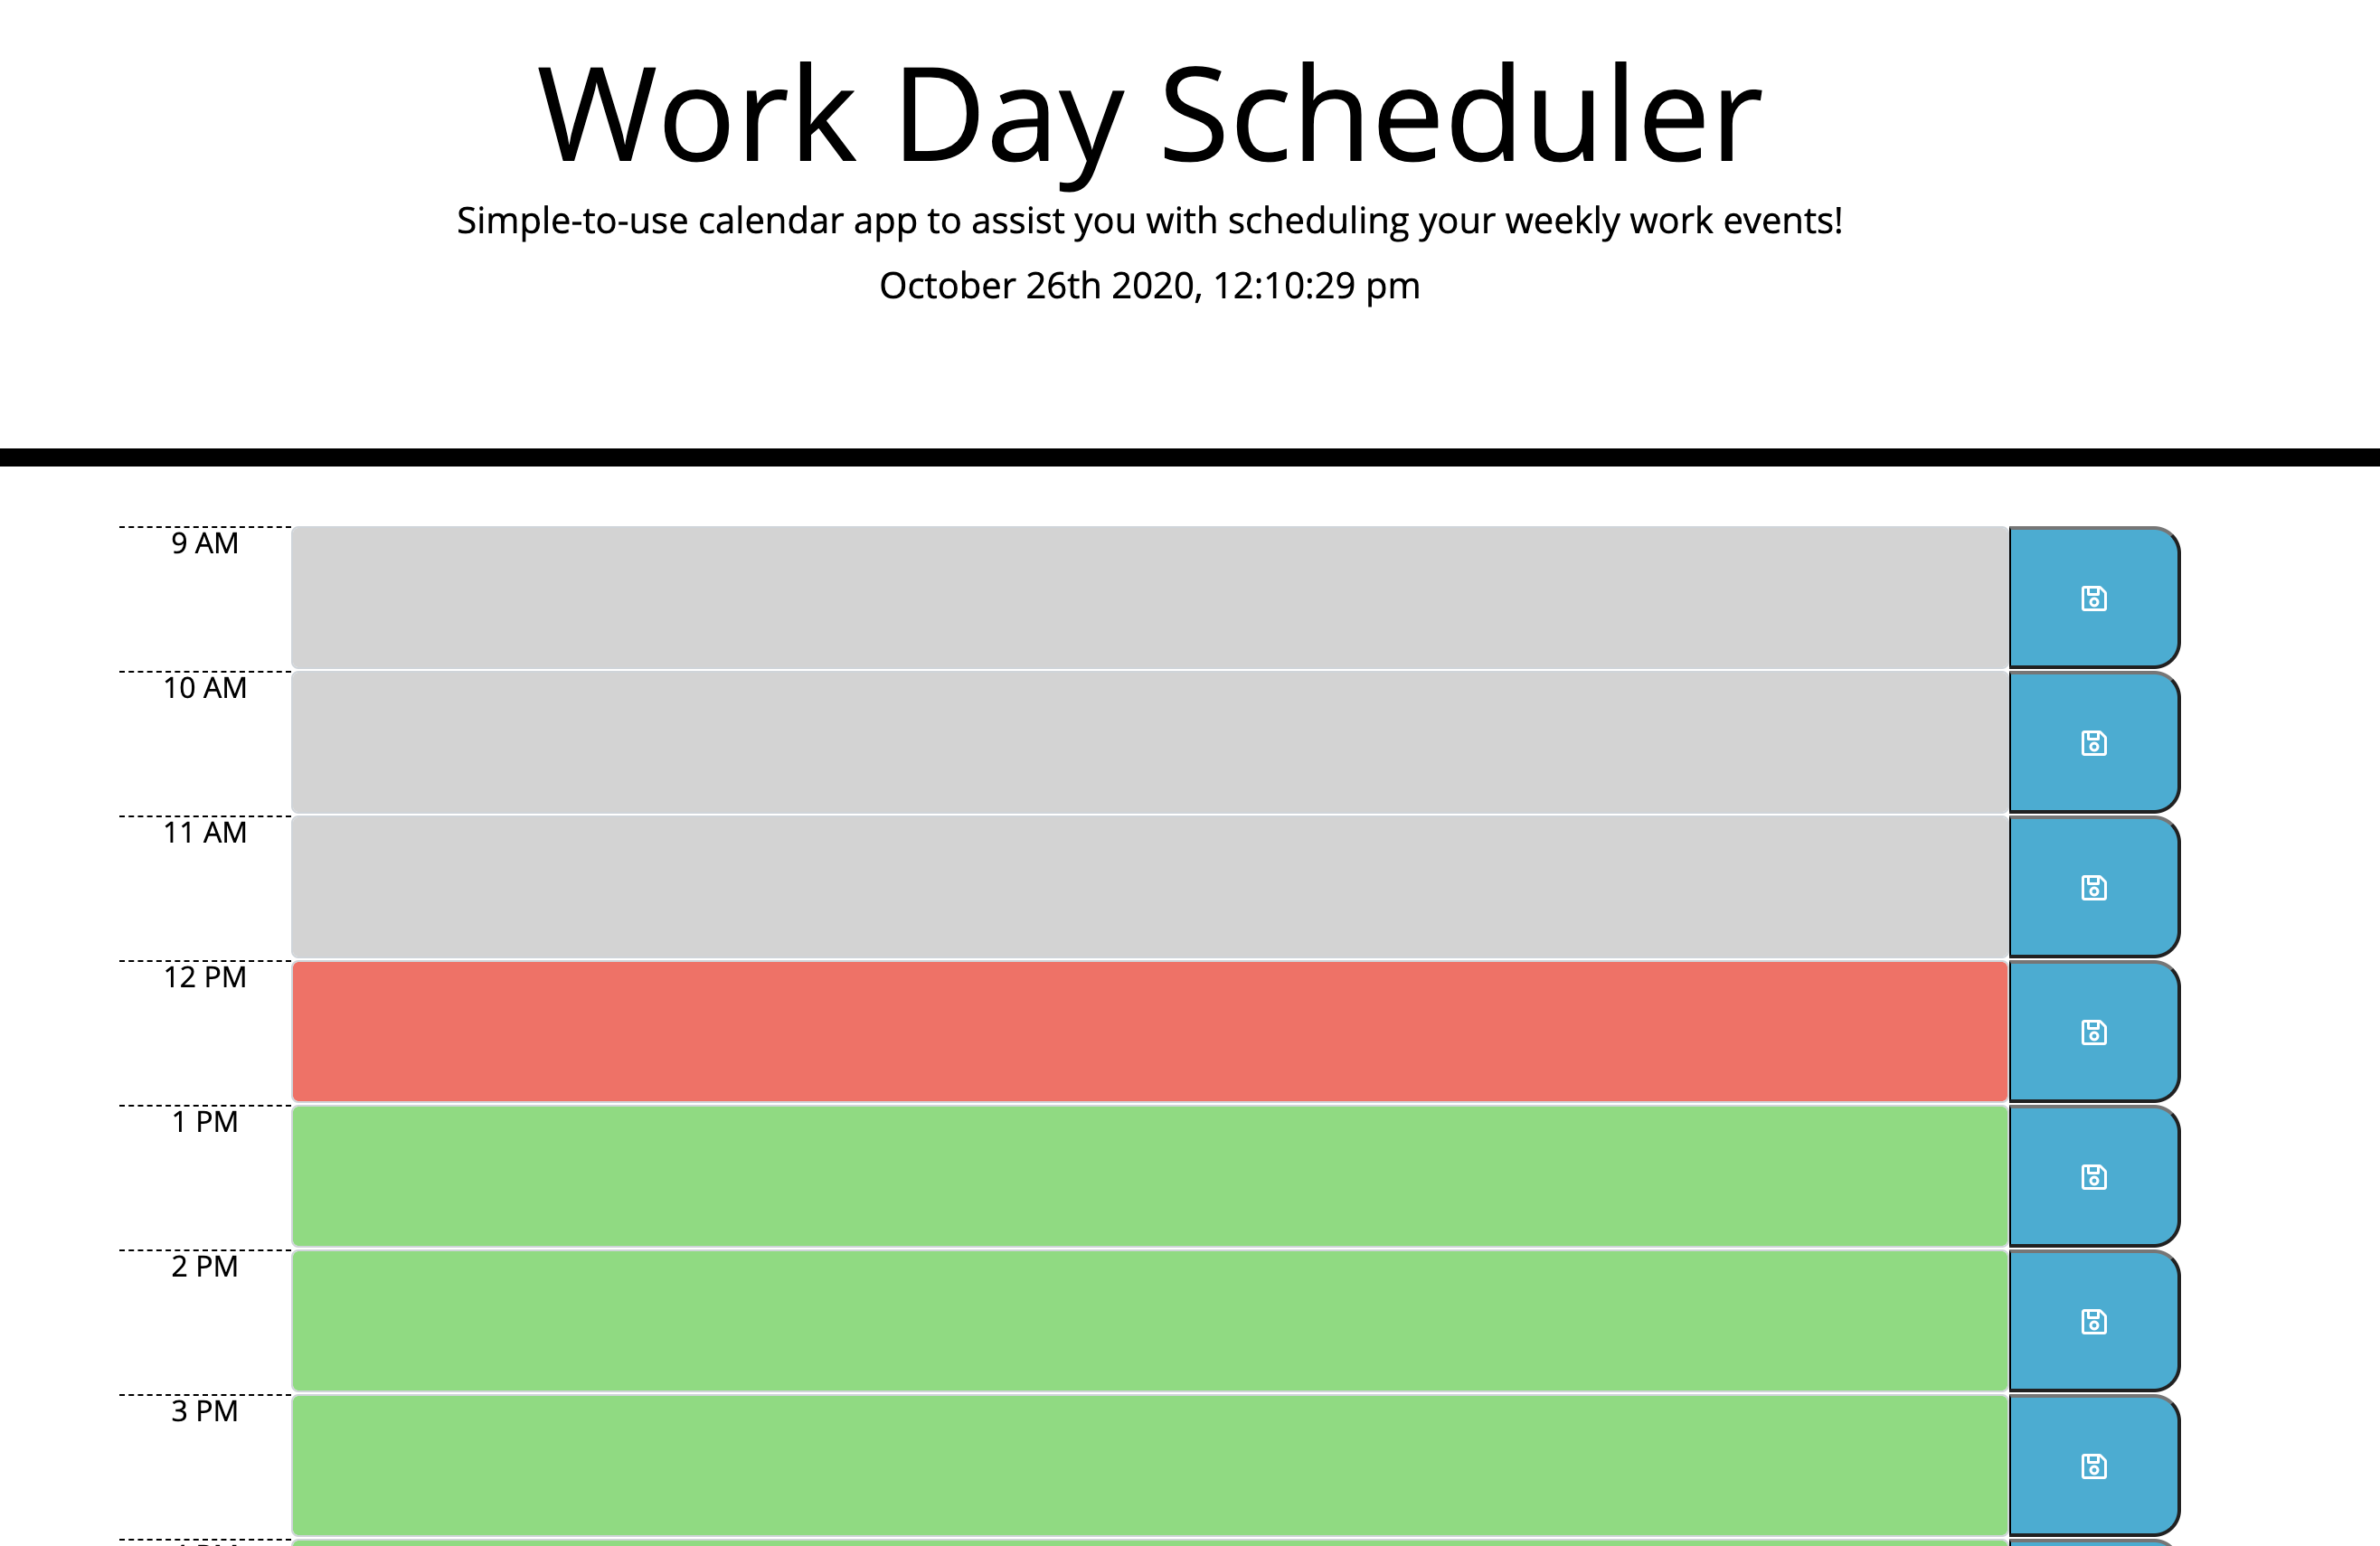 Work Day Scheduler
Simple-to-use calendar app to assist you with scheduling your weekly work events!
October 26th 2020, 12:10:29 pm
9 AM
10 AM
11 AM
12 PM
1 PM
2 PM
3 PM